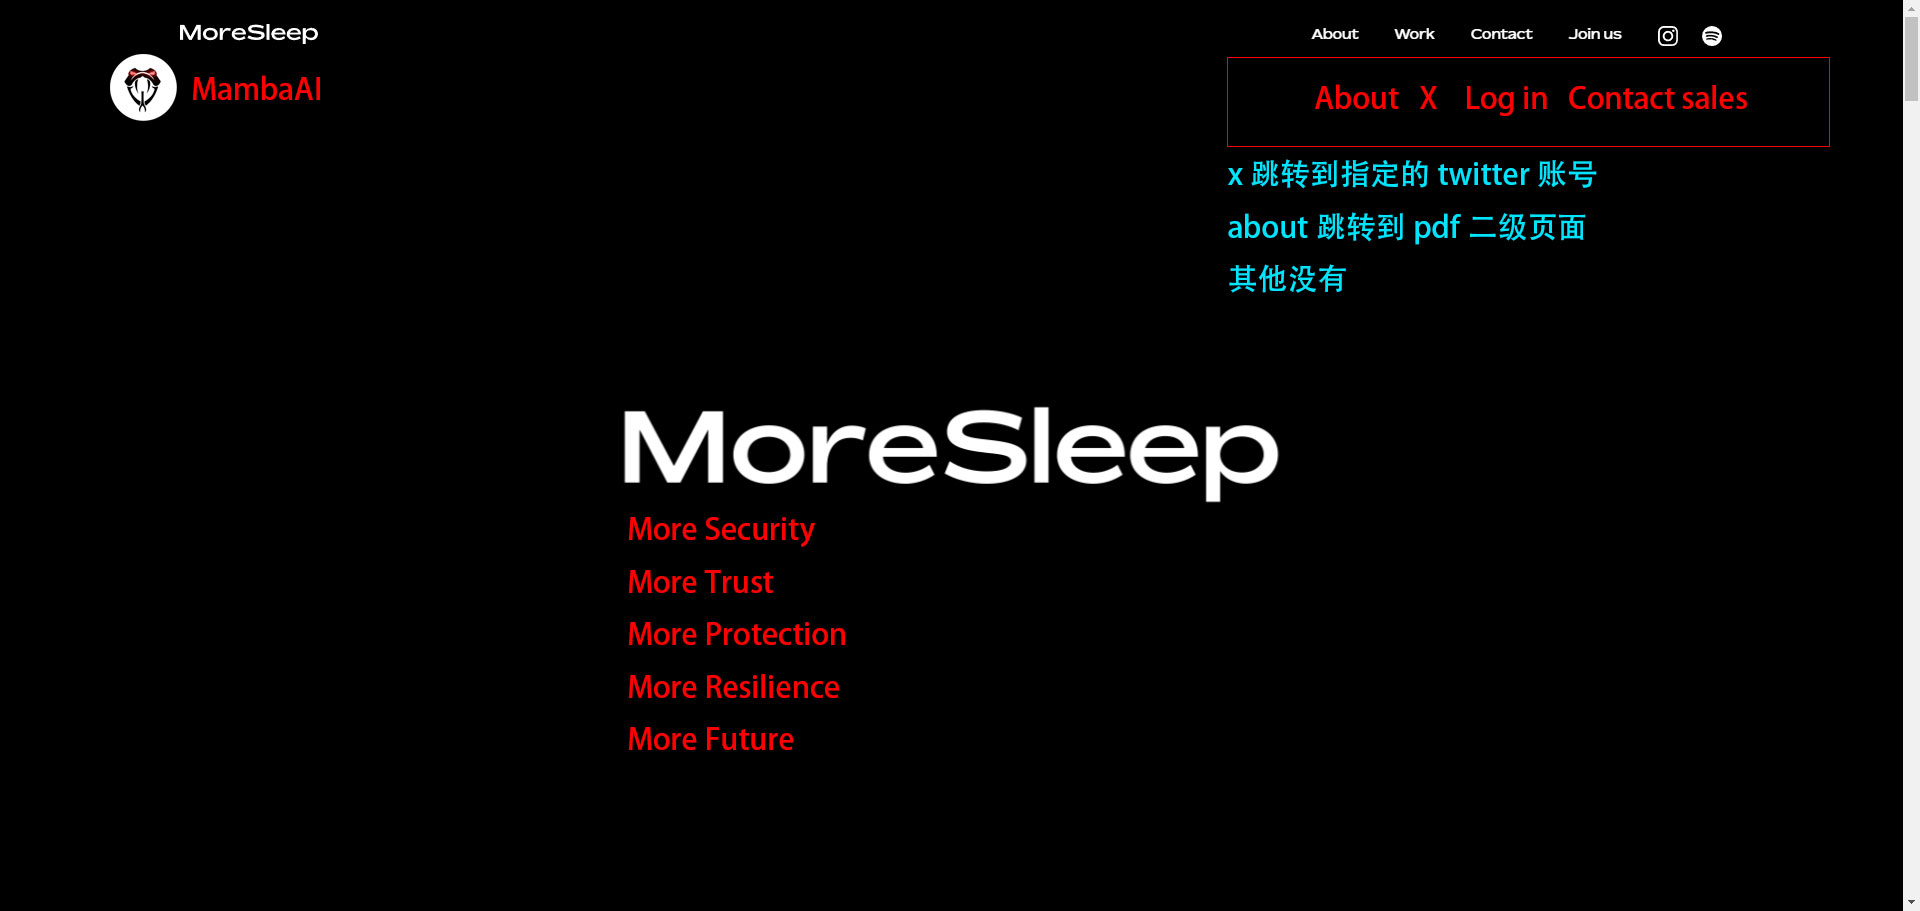 MoreSleep
About Work Contact Join us
MambaAI
About X Log in Contact sales
x 跳转到指定的 twitter 账号
about 跳转到 pdf 二级页面
其他没有
MoreSleep
More Security
More Trust
More Protection
More Resilience
More Future